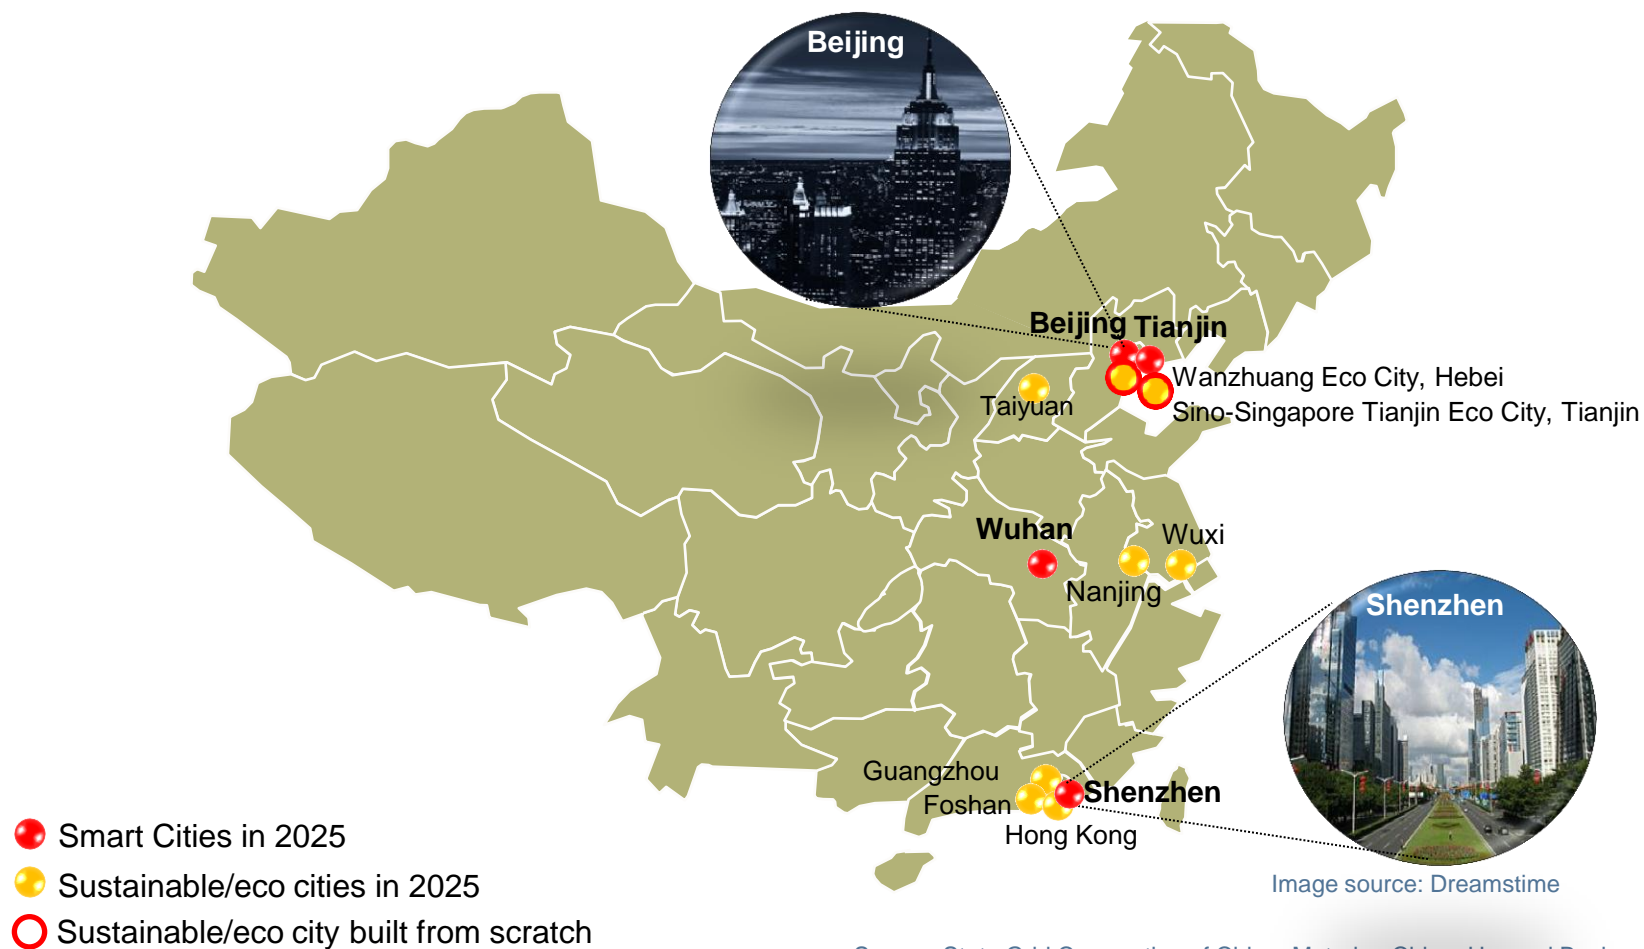 Beijing
Beijing Tianjin
Wanzhuang Eco City, Hebei
Taiyuan
Sino-Singapore Tianjin Eco City, Tianjin
Wuhan
Wuxi
Nanjing
Shenzhen
Guangzhou
Shenzhen
Foshan
Hong Kong
Smart Cities in 2025
Sustainable/eco cities in 2025
Image source: Dreamstime
Sustainable/eco city built from scratch